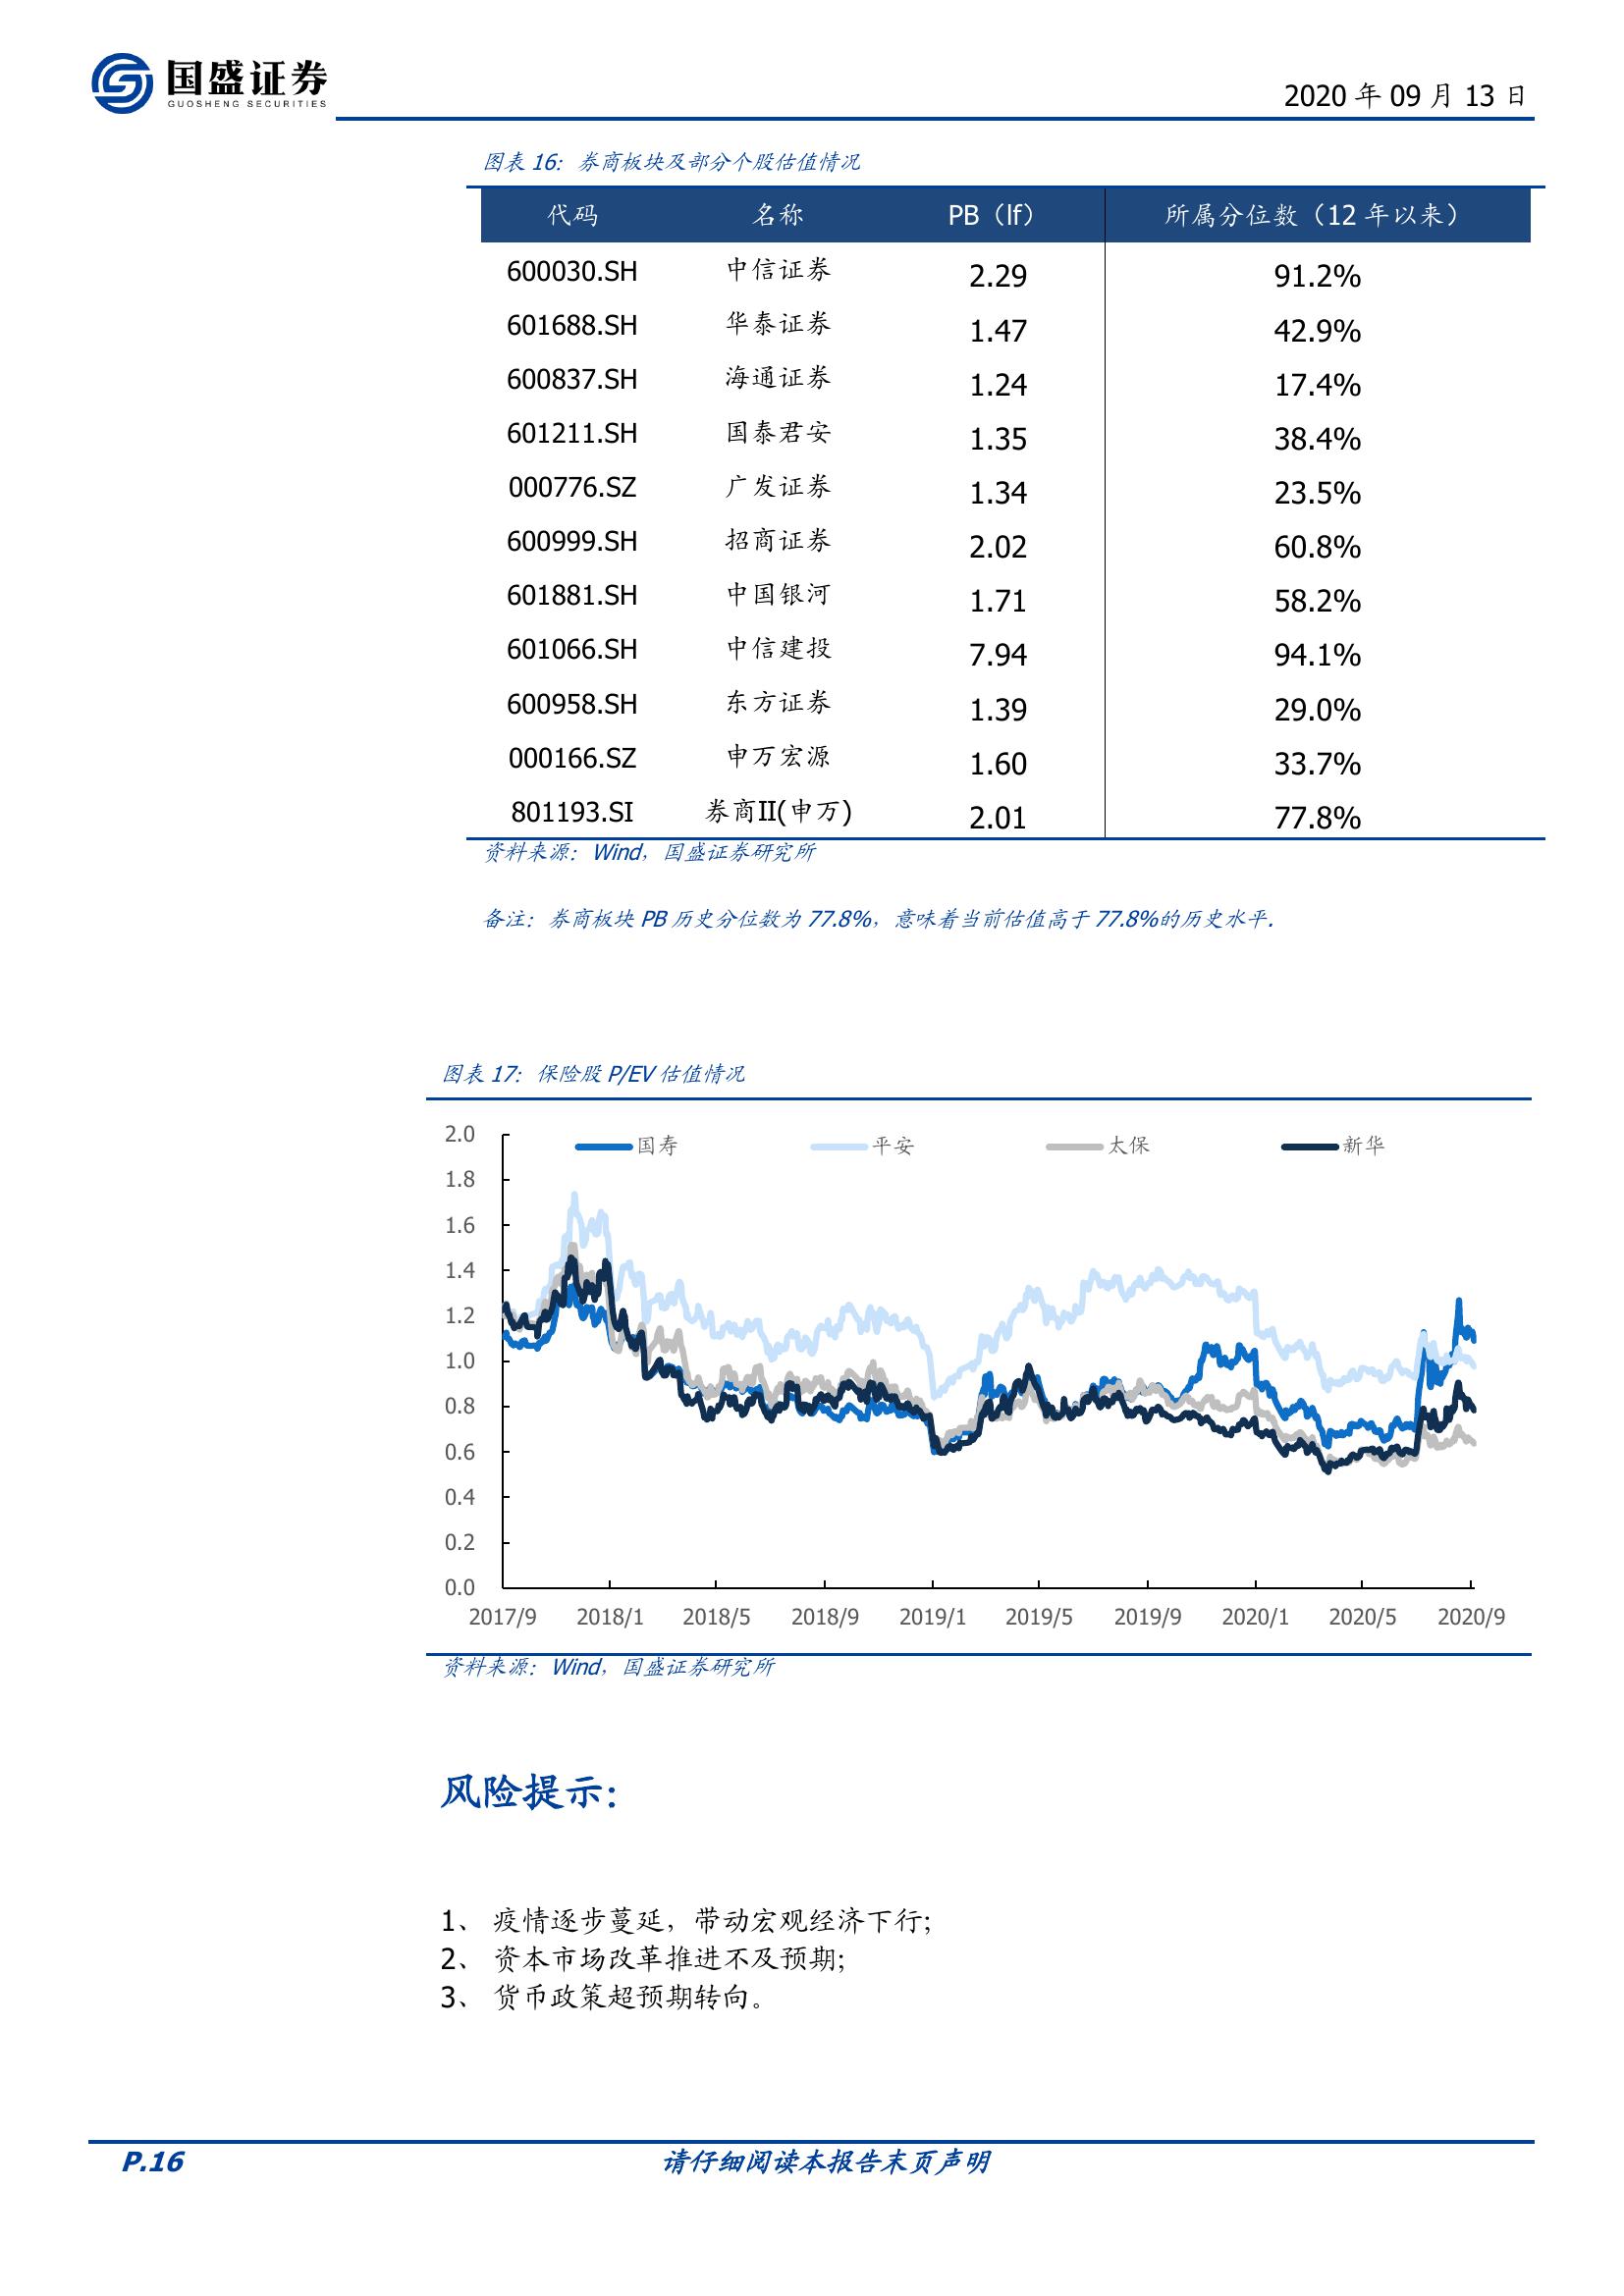 国盛证券
GUOSHENG SECURITIES
2020 年 09 月 13 日
图表 16：券商板块及部分个股估值情况
代码 名称 PB（lf） 所属分位数（12 年以来）
600030.SH 中信证券 2.29 91.2%
601688.SH 华泰证券 1.47 42.9%
600837.SH 海通证券 1.24 17.4%
601211.SH 国泰君安 1.35 38.4%
000776.SZ 广发证券 1.34 23.5%
600999.SH 招商证券 2.02 60.8%
601881.SH 中国银河 1.71 58.2%
601066.SH 中信建投 7.94 94.1%
600958.SH 东方证券 1.39 29.0%
000166.SZ 申万宏源 1.60 33.7%
801193.SI 券商II(申万) 2.01 77.8%
资料来源：Wind，国盛证券研究所
备注：券商板块 PB 历史分位数为 77.8%，意味着当前估值高于 77.8%的历史水平.
图表 17：保险股 P/EV 估值情况
国寿 平安 太保 新华
2.0
1.8
1.6
1.4
1.2
1.0
0.8
0.6
0.4
0.2
0.0
2017/9 2018/1 2018/5 2018/9 2019/1 2019/5 2019/9 2020/1 2020/5 2020/9
资料来源：Wind，国盛证券研究所
风险提示：
1、 疫情逐步蔓延，带动宏观经济下行;
2、 资本市场改革推进不及预期;
3、 货币政策超预期转向。
P.16 请仔细阅读本报告末页声明